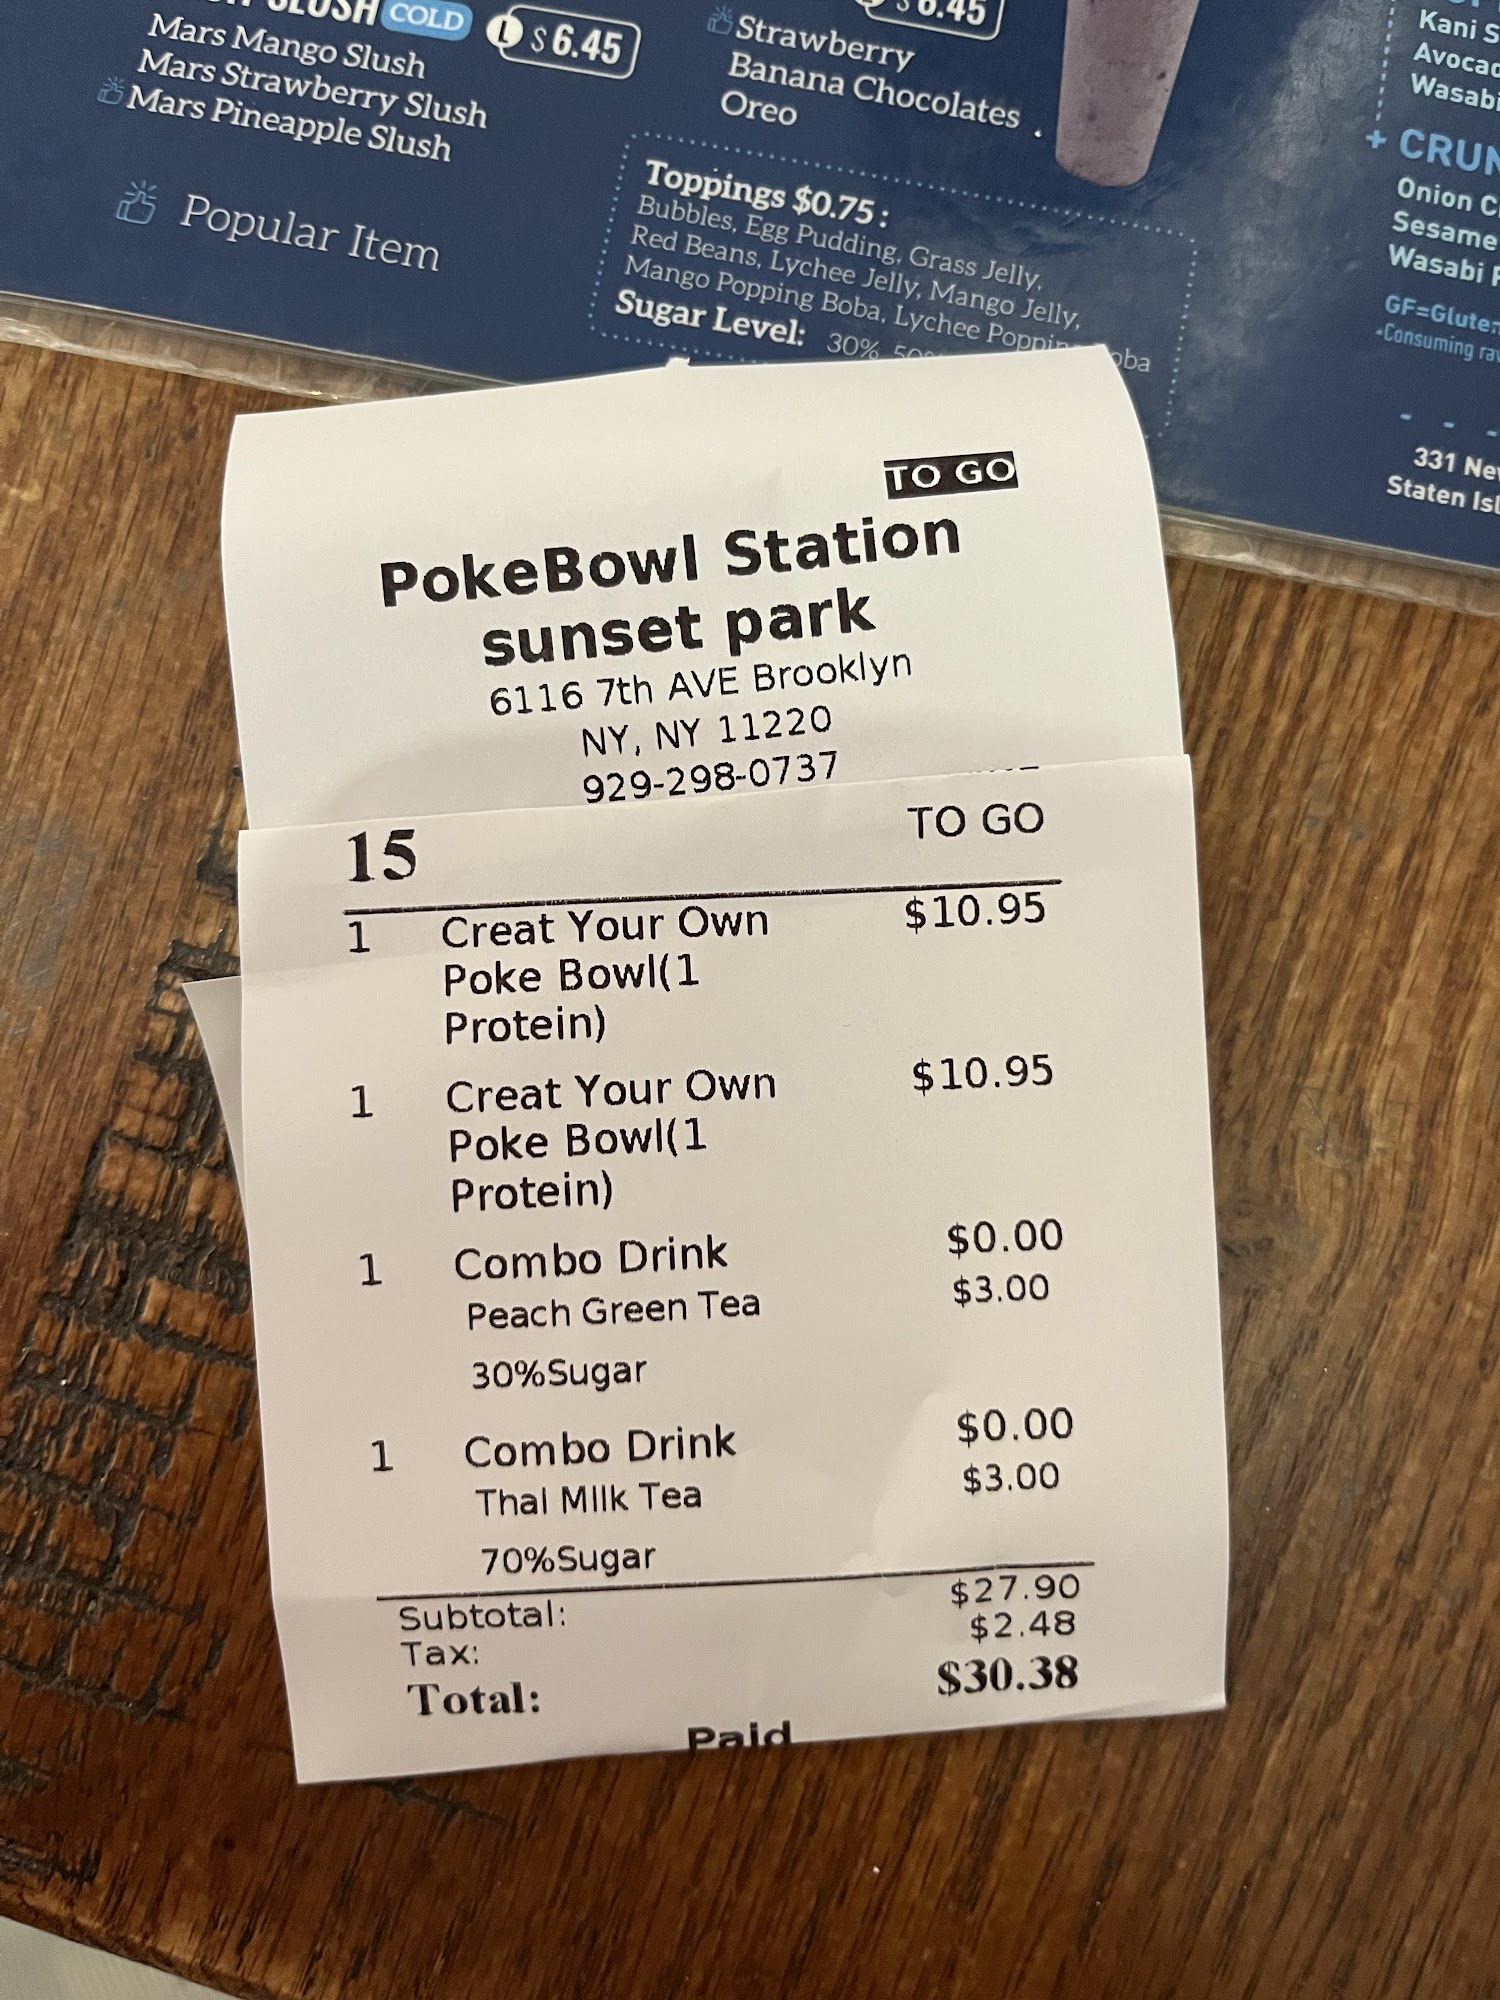 SLUSH COLD L $6.45
Mars Mango Slush
Mars Strawberry Slush
Mars Pineapple Slush
Popular Item
$6.45
Strawberry
Banana Chocolates
Oreo
Toppings $0.75:
Bubbles, Egg Pudding, Grass Jelly,
Red Beans, Lychee Jelly, Mango Jelly,
Mango Popping Boba, Lychee
Sugar Level: 30%
Kani
Wasabi
+
Onion
Sesame
Wasabi
331
Staten
TO GO
PokeBowl Station
sunset park
6116 7th AVE Brooklyn
NY, NY 11220
929-298-0737
15 TO GO
1 Creat Your Own $10.95
Poke Bowl(1
Protein)
1 Creat Your Own $10.95
Poke Bowl(1
Protein)
1 Combo Drink $0.00
Peach Green Tea $3.00
30%Sugar
1 Combo Drink $0.00
Thai Milk Tea $3.00
70%Sugar
Subtotal: $27.90
Tax: $2.48
Total: $30.38
Paid